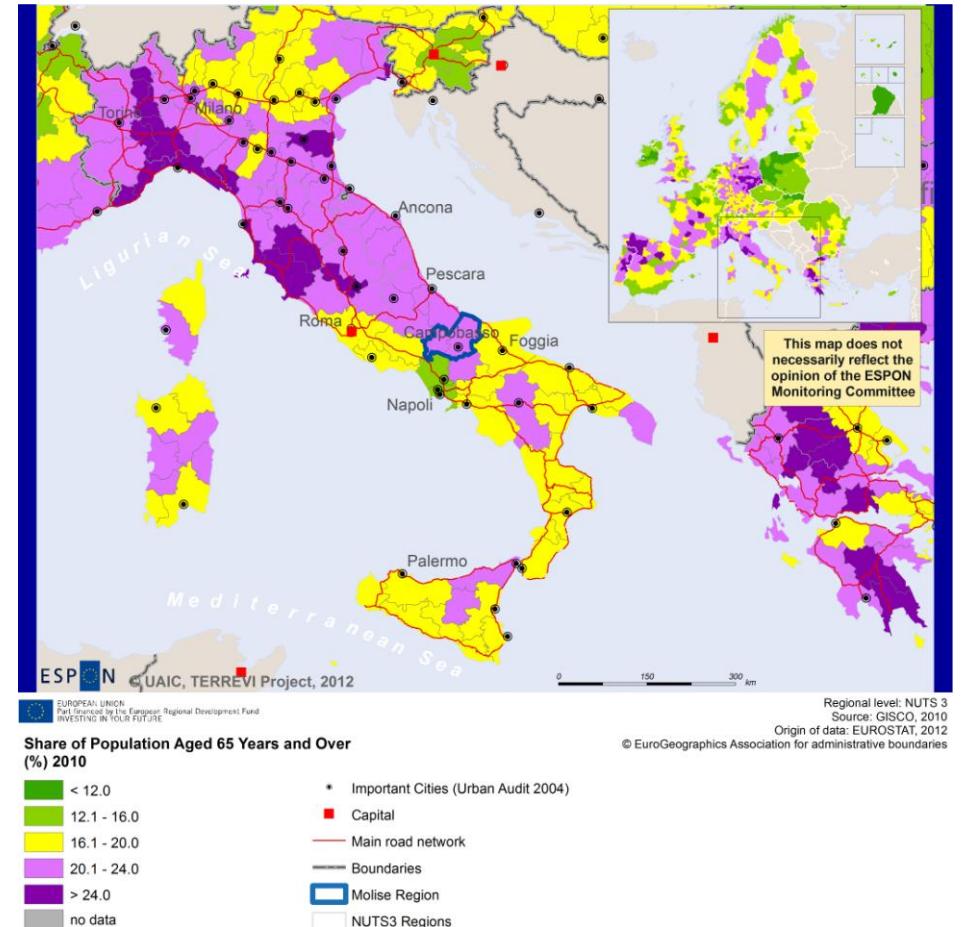 Torino
Milano
Ancona
Ligurian Sea
Pescara
Roma
Campobasso
Foggia
Napoli
Palermo
Mediterranean Sea
This map does not
necessarily reflect the
opinion of the ESPON
Monitoring Committee
ESPON
© UAIC, TERREVI Project, 2012
0 150 300
km
EUROPEAN UNION
Part financed by the European Regional Development Fund
INVESTING IN YOUR FUTURE
Regional level: NUTS 3
Source: GISCO, 2010
Origin of data: EUROSTAT, 2012
© EuroGeographics Association for administrative boundaries
Share of Population Aged 65 Years and Over
(%) 2010
< 12.0
12.1 - 16.0
16.1 - 20.0
20.1 - 24.0
> 24.0
no data
Important Cities (Urban Audit 2004)
Capital
Main road network
Boundaries
Molise Region
NUTS3 Regions